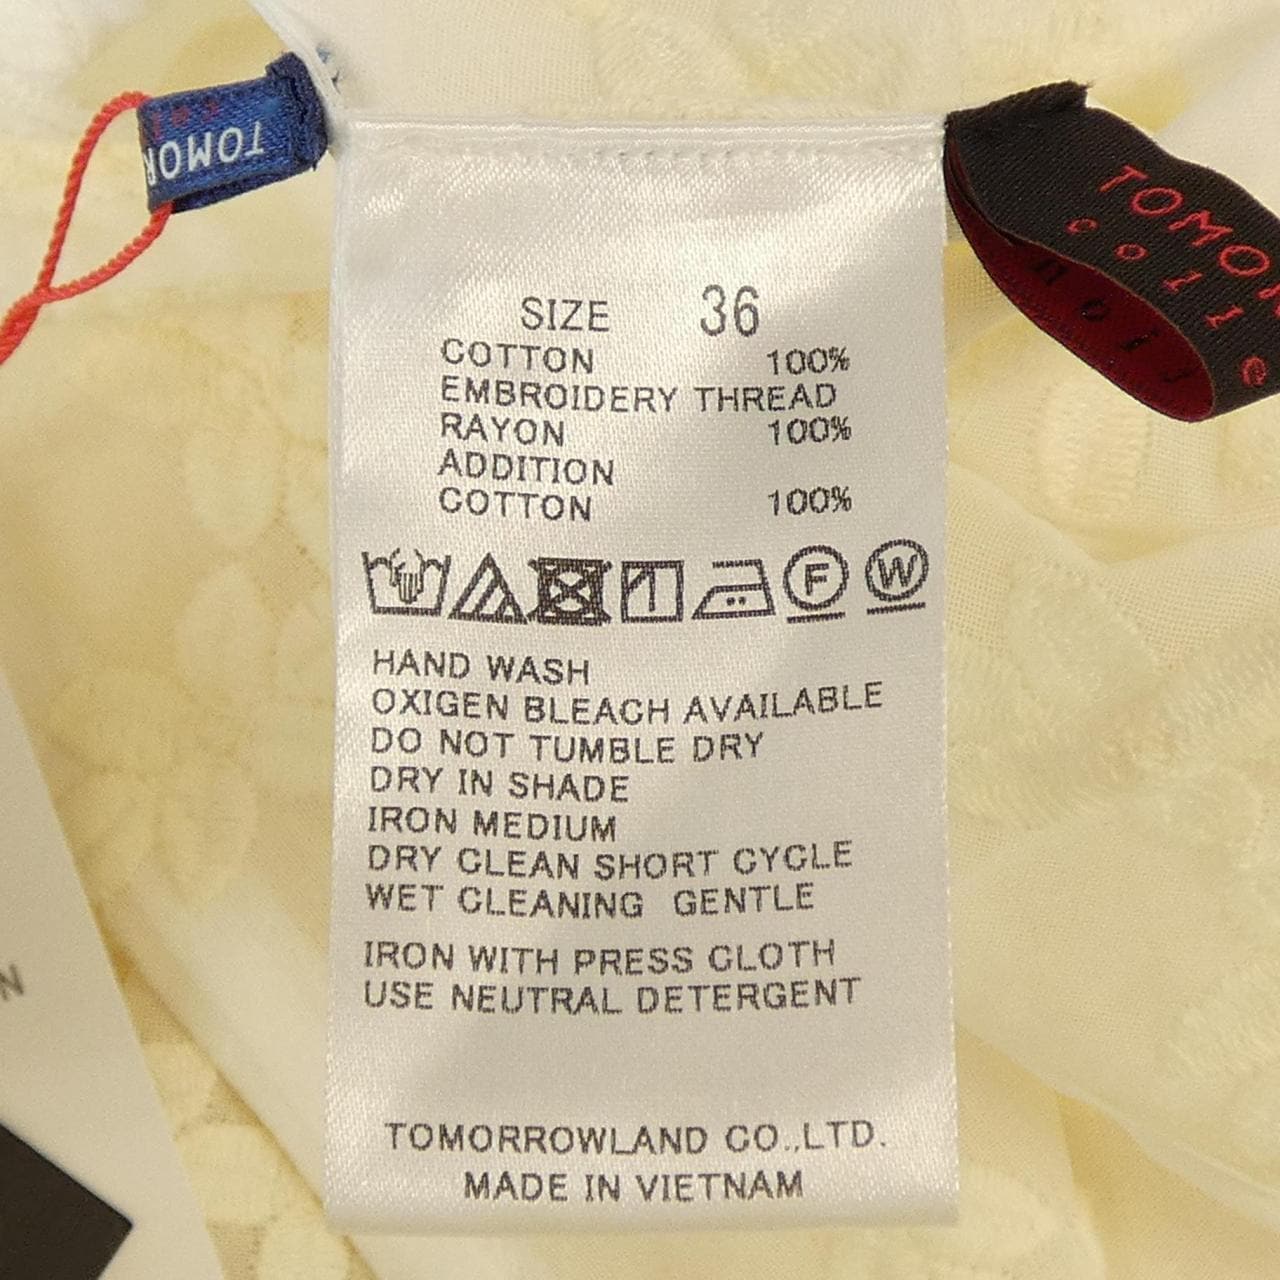 TOMOR
TOMOR
colle
SIZE 36
COTTON 100%
EMBROIDERY THREAD
RAYON 100%
ADDITION
COTTON 100%
F W
HAND WASH
OXIGEN BLEACH AVAILABLE
DO NOT TUMBLE DRY
DRY IN SHADE
IRON MEDIUM
DRY CLEAN SHORT CYCLE
WET CLEANING GENTLE
IRON WITH PRESS CLOTH
USE NEUTRAL DETERGENT
TOMORROWLAND CO.,LTD.
MADE IN VIETNAM
N